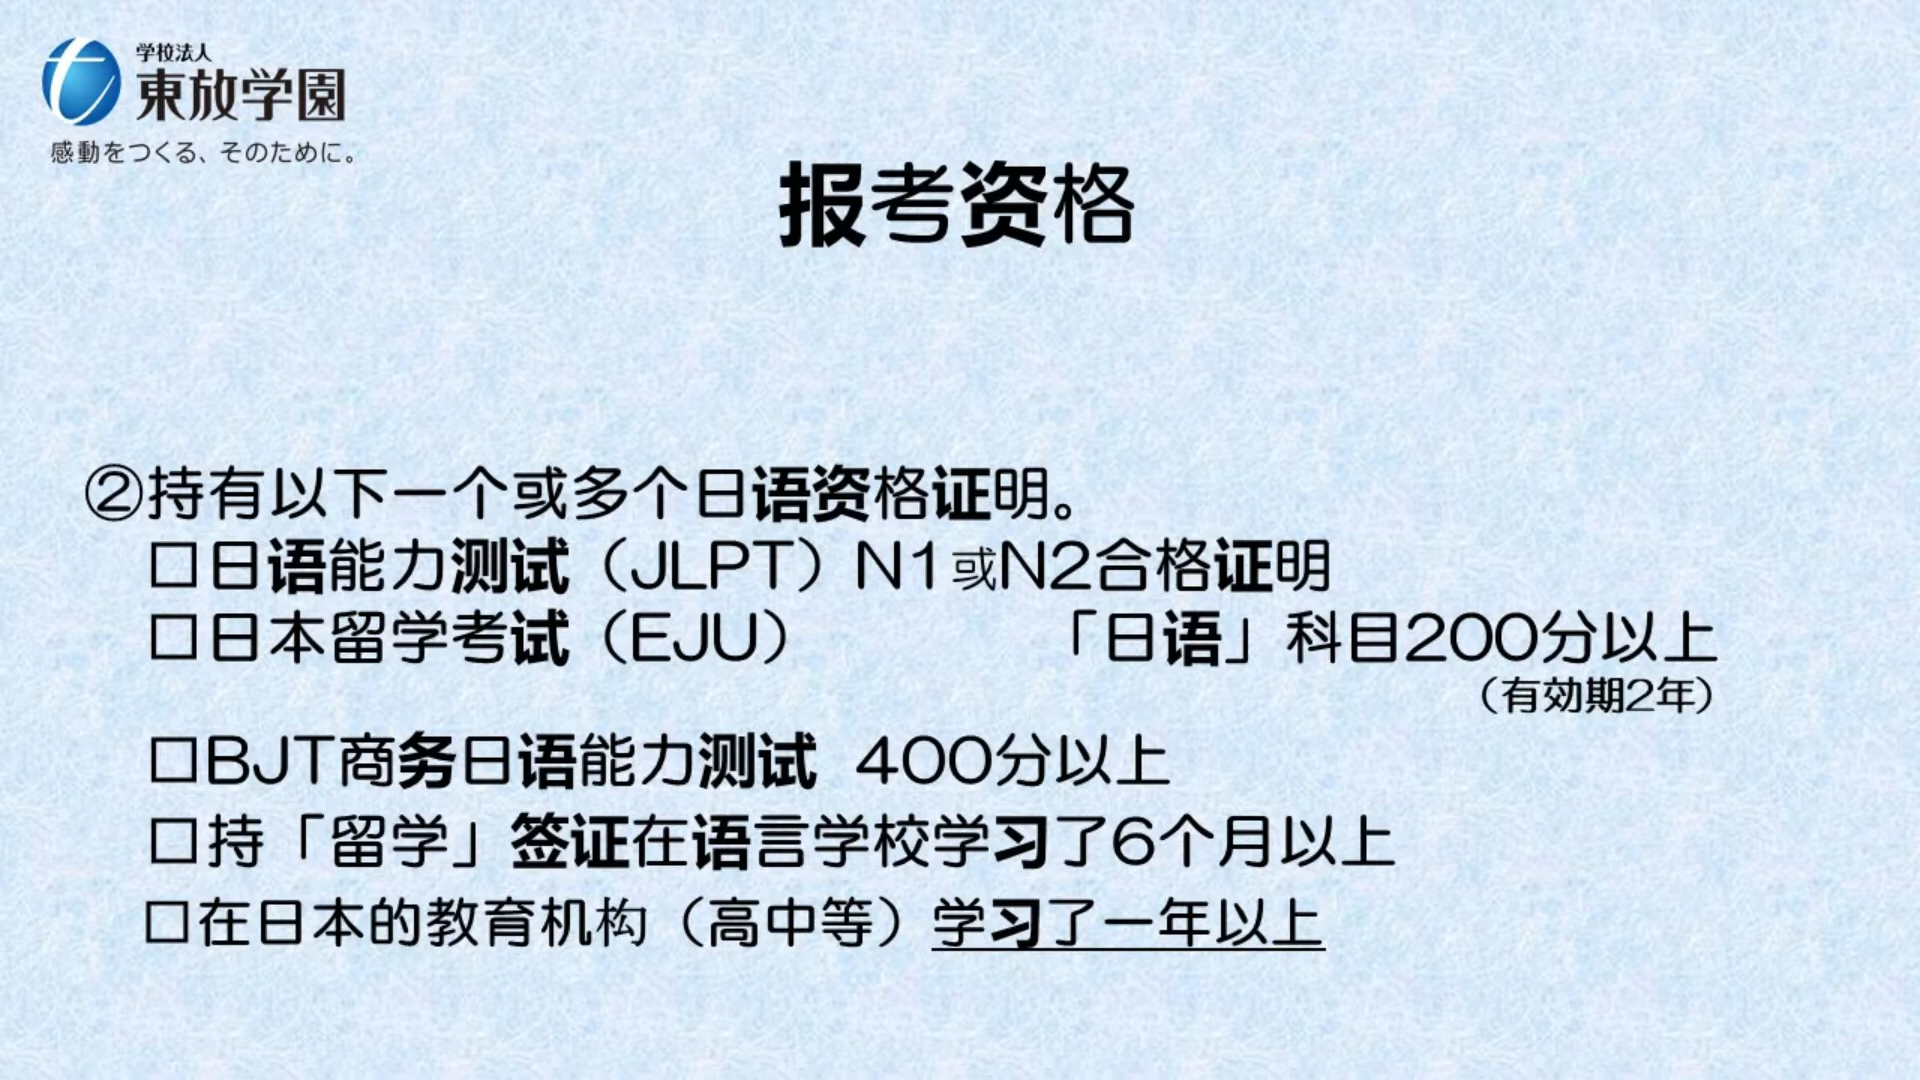 学校法人
東放学園
感動をつくる、そのために。
报考资格
②持有以下一个或多个日语资格证明。
□日语能力测试（JLPT）N1或N2合格证明
□日本留学考试（EJU） 「日语」科目200分以上
（有効期2年）
□BJT商务日语能力测试 400分以上
□持「留学」签证在语言学校学习了6个月以上
□在日本的教育机构（高中等）学习了一年以上